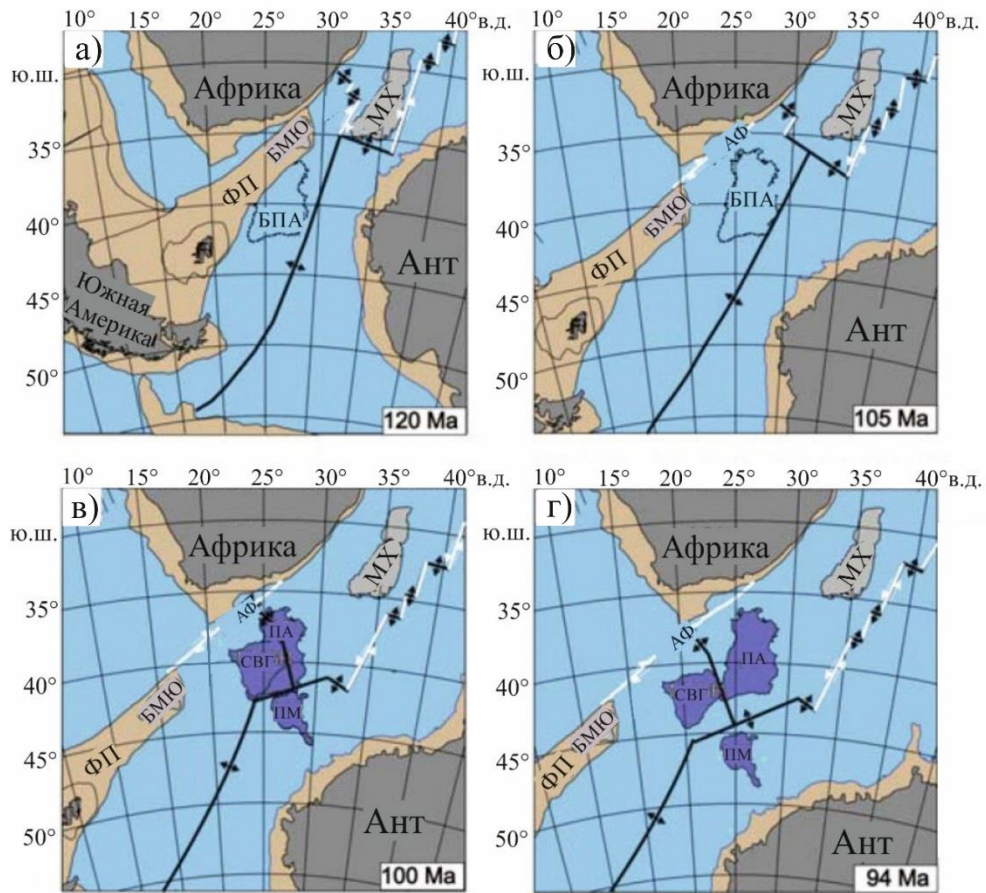 10° 15° 20° 25° 30° 35° 40° в.д.
а)
ю.ш.
Африка
МХ
БМЮ
35°
ФП
БПА
40°
Ант
45°
Южная
Америка
50°
120 Ma
10° 15° 20° 25° 30° 35° 40° в.д.
б)
ю.ш.
Африка
МХ
АФ
35°
БМЮ
БПА
40°
ФП
45°
Ант
50°
105 Ma
10° 15° 20° 25° 30° 35° 40° в.д.
в)
ю.ш.
Африка
МХ
35°
АФ
ПА
СВГ
40°
БМЮ
ПМ
45°
ФП
50°
Ант
100 Ma
10° 15° 20° 25° 30° 35° 40° в.д.
г)
ю.ш.
Африка
МХ
35°
АФ
ПА
40°
СВГ
БМЮ
ПМ
45°
ФП
50°
Ант
94 Ma